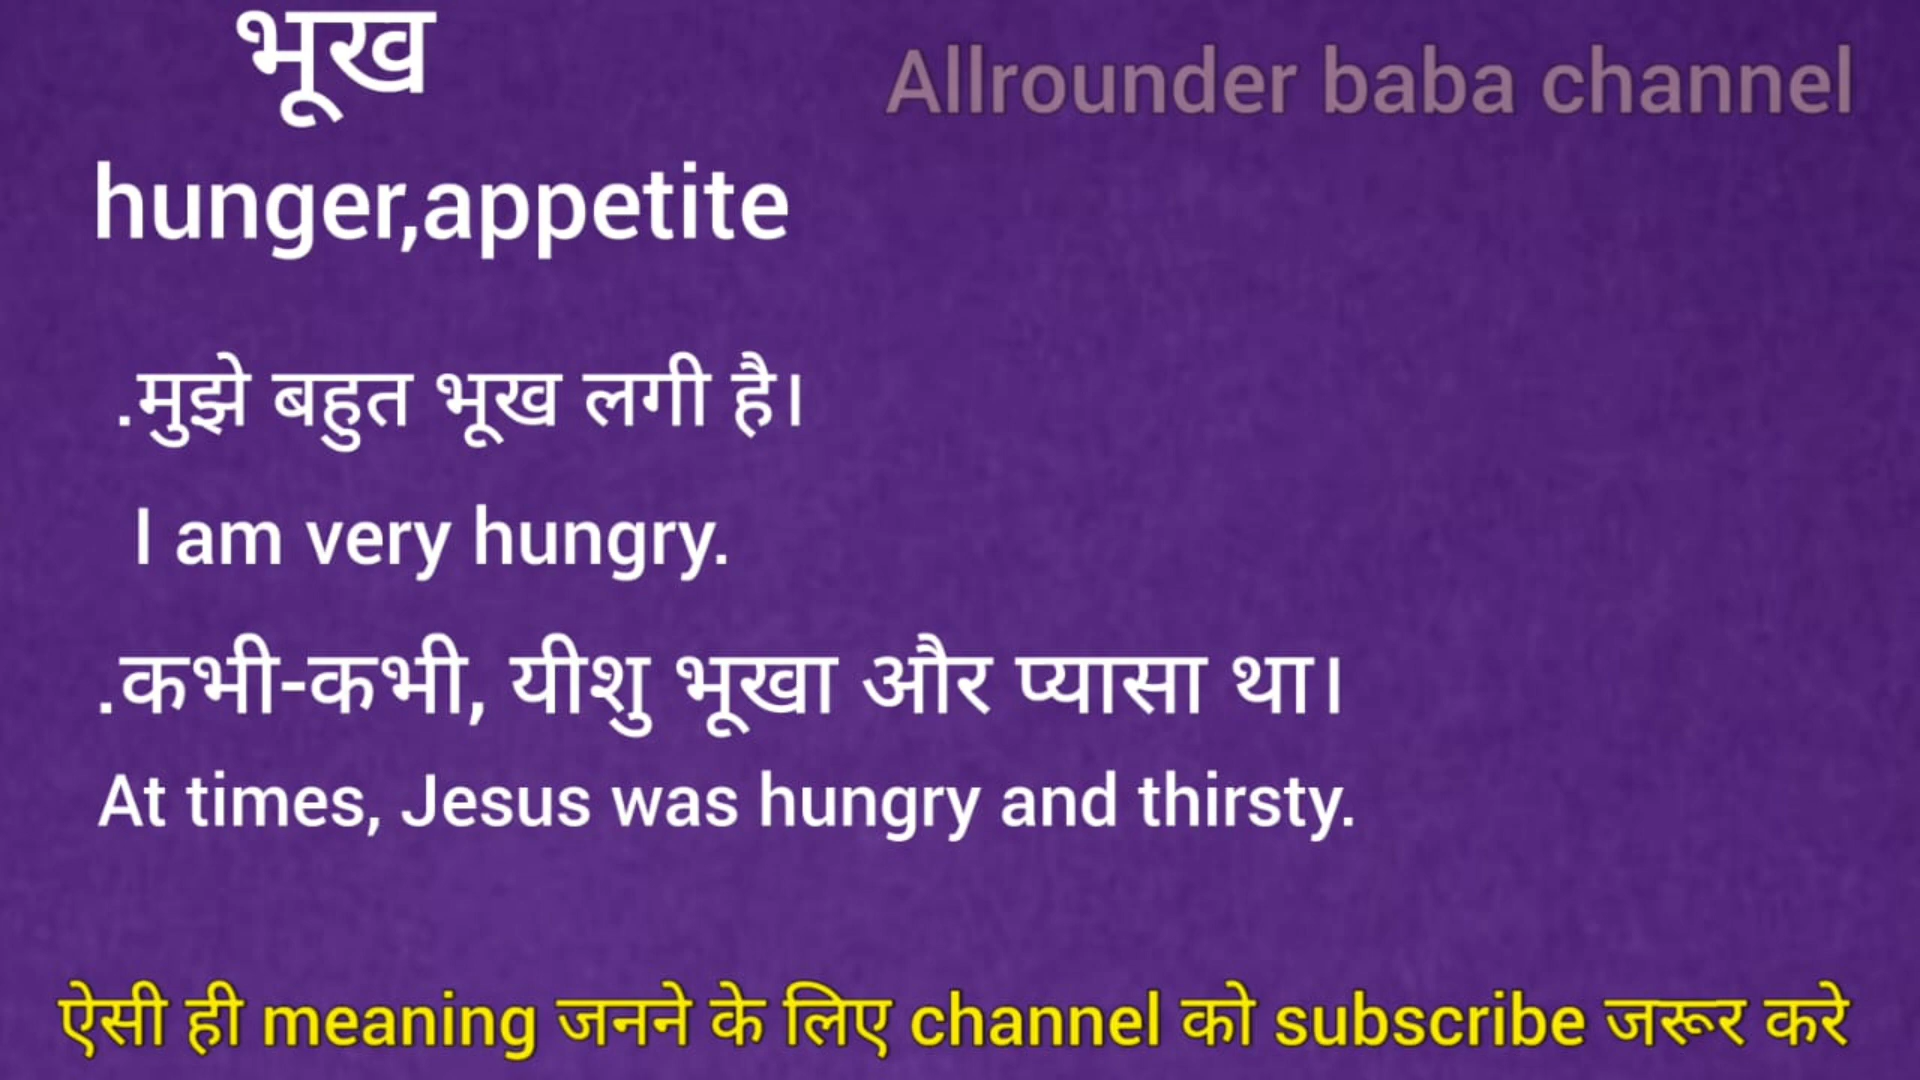 भूख
Allrounder baba channel
hunger,appetite
.मुझे बहुत भूख लगी है।
I am very hungry.
.कभी-कभी, यीशु भूखा और प्यासा था।
At times, Jesus was hungry and thirsty.
ऐसी ही meaning जनने के लिए channel को subscribe जरूर करे